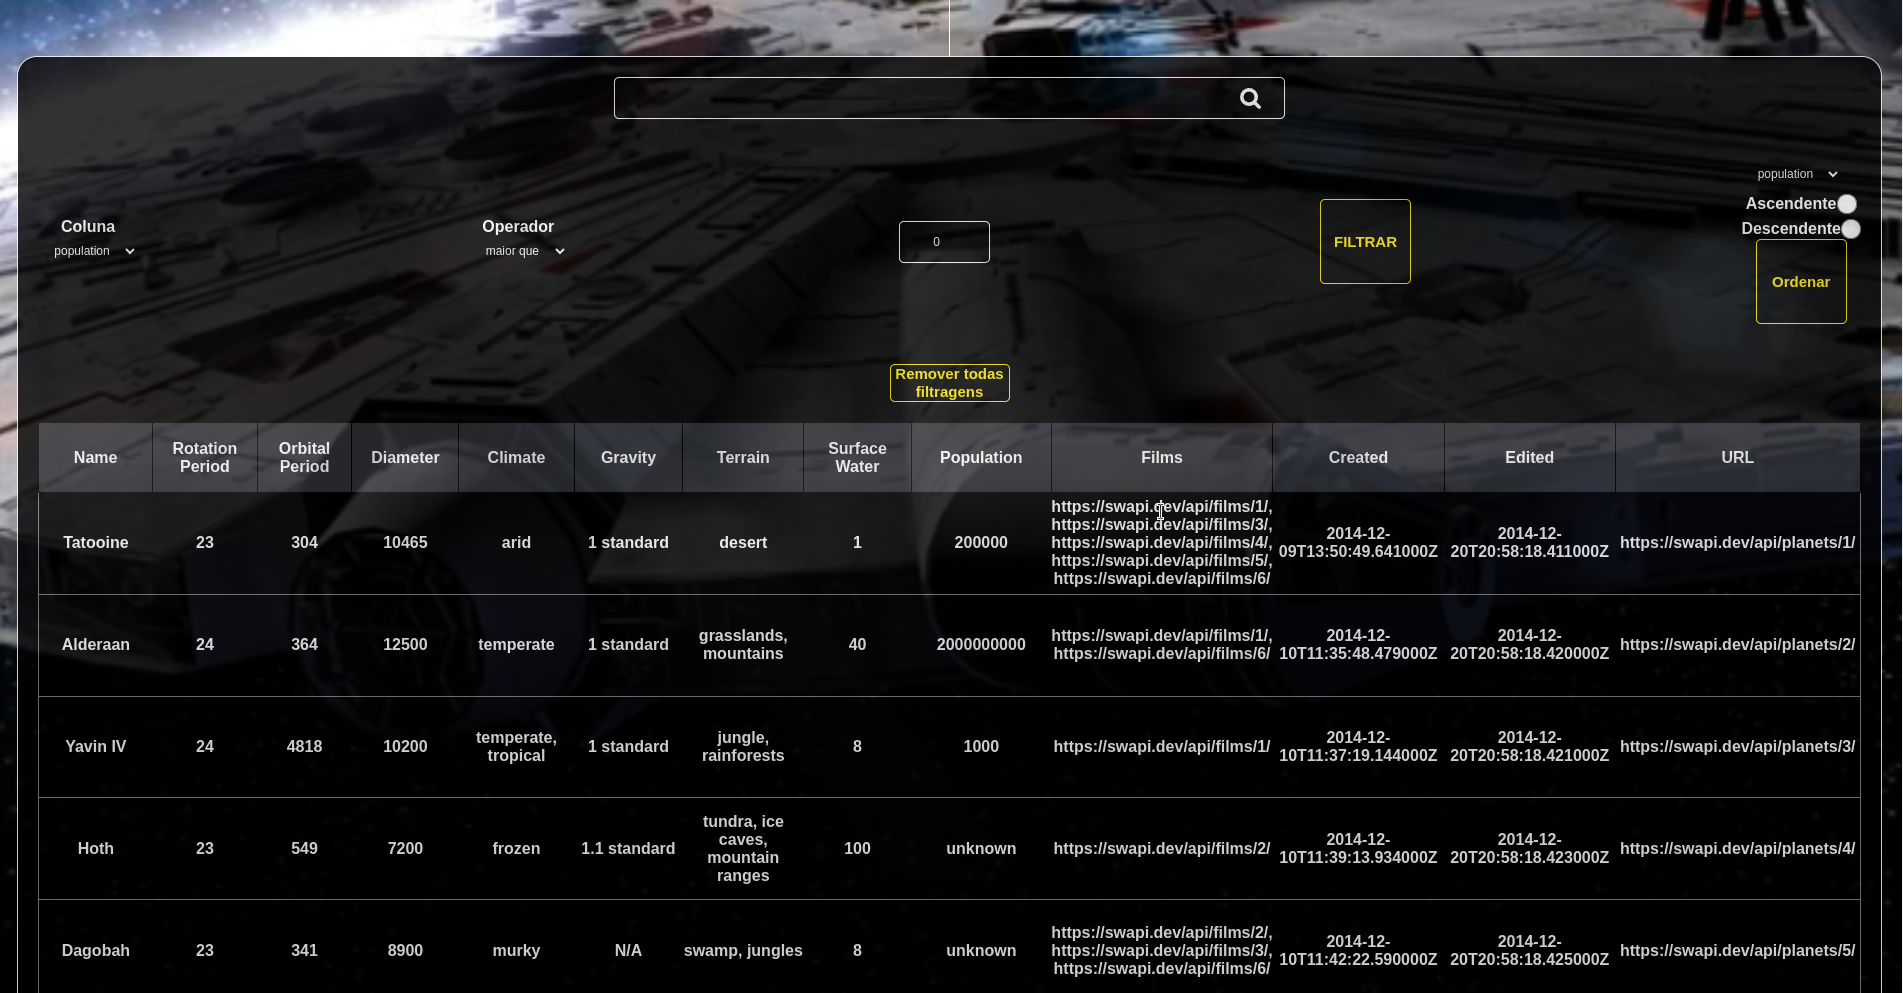 population
Ascendente
Descendente
Ordenar
Coluna
population
Operador
maior que
0
FILTRAR
Remover todas
filtragens
Name Rotation Period Orbital Period Diameter Climate Gravity Terrain Surface Water Population Films Created Edited URL
Tatooine 23 304 10465 arid 1 standard desert 1 200000 https://swapi.dev/api/films/1/, https://swapi.dev/api/films/3/, https://swapi.dev/api/films/4/, https://swapi.dev/api/films/5/, https://swapi.dev/api/films/6/ 2014-12-09T13:50:49.641000Z 2014-12-20T20:58:18.411000Z https://swapi.dev/api/planets/1/
Alderaan 24 364 12500 temperate 1 standard grasslands, mountains 40 2000000000 https://swapi.dev/api/films/1/, https://swapi.dev/api/films/6/ 2014-12-10T11:35:48.479000Z 2014-12-20T20:58:18.420000Z https://swapi.dev/api/planets/2/
Yavin IV 24 4818 10200 temperate, tropical 1 standard jungle, rainforests 8 1000 https://swapi.dev/api/films/1/ 2014-12-10T11:37:19.144000Z 2014-12-20T20:58:18.421000Z https://swapi.dev/api/planets/3/
Hoth 23 549 7200 frozen 1.1 standard tundra, ice caves, mountain ranges 100 unknown https://swapi.dev/api/films/2/ 2014-12-10T11:39:13.934000Z 2014-12-20T20:58:18.423000Z https://swapi.dev/api/planets/4/
Dagobah 23 341 8900 murky N/A swamp, jungles 8 unknown https://swapi.dev/api/films/2/, https://swapi.dev/api/films/3/, https://swapi.dev/api/films/6/ 2014-12-10T11:42:22.590000Z 2014-12-20T20:58:18.425000Z https://swapi.dev/api/planets/5/